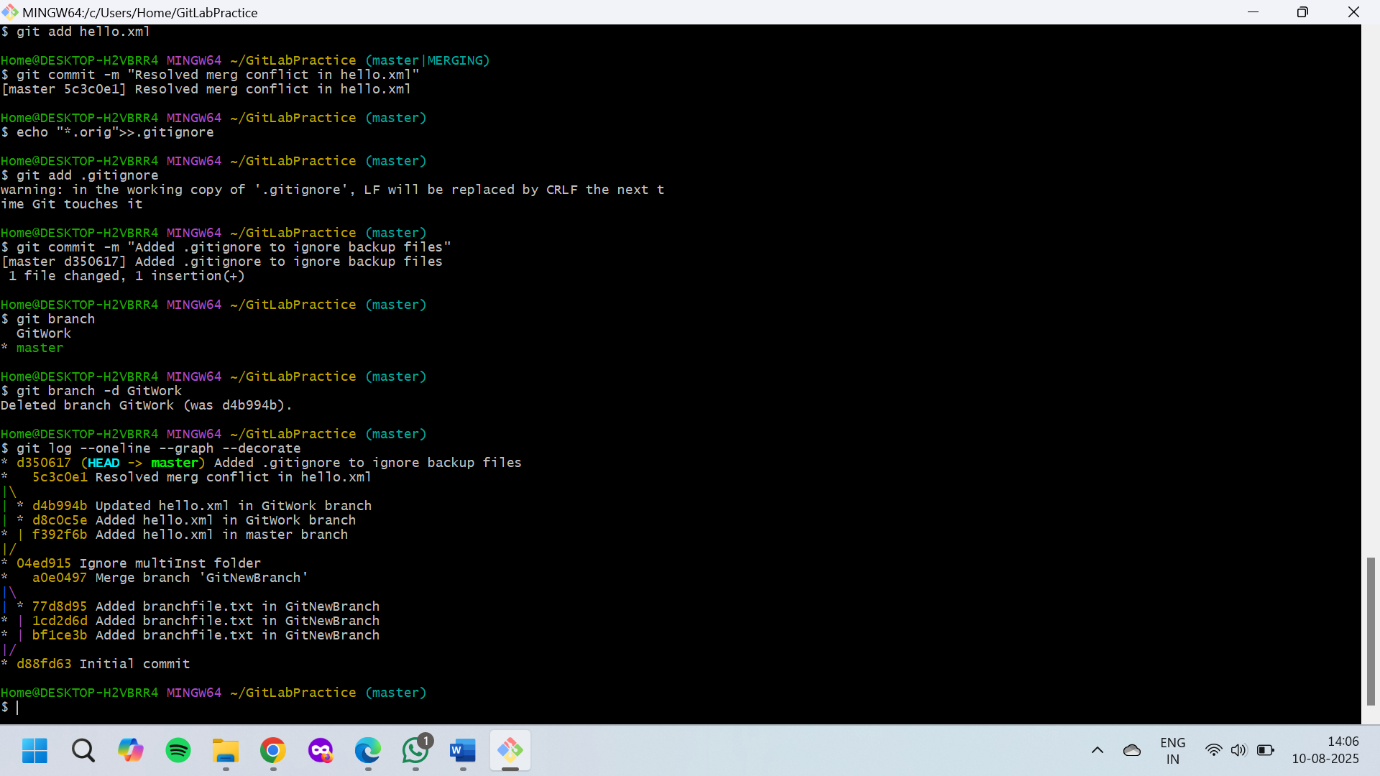 MINGW64:/c/Users/Home/GitLabPractice
$ git add hello.xml
Home@DESKTOP-H2VBRR4 MINGW64 ~/GitLabPractice (master|MERGING)
$ git commit -m "Resolved merg conflict in hello.xml"
[master 5c3c0e1] Resolved merg conflict in hello.xml
Home@DESKTOP-H2VBRR4 MINGW64 ~/GitLabPractice (master)
$ echo "*.orig">>.gitignore
Home@DESKTOP-H2VBRR4 MINGW64 ~/GitLabPractice (master)
$ git add .gitignore
warning: in the working copy of '.gitignore', LF will be replaced by CRLF the next t
ime Git touches it
Home@DESKTOP-H2VBRR4 MINGW64 ~/GitLabPractice (master)
$ git commit -m "Added .gitignore to ignore backup files"
[master d350617] Added .gitignore to ignore backup files
 1 file changed, 1 insertion(+)
Home@DESKTOP-H2VBRR4 MINGW64 ~/GitLabPractice (master)
$ git branch
  GitWork
* master
Home@DESKTOP-H2VBRR4 MINGW64 ~/GitLabPractice (master)
$ git branch -d GitWork
Deleted branch GitWork (was d4b994b).
Home@DESKTOP-H2VBRR4 MINGW64 ~/GitLabPractice (master)
$ git log --oneline --graph --decorate
* d350617 (HEAD -> master) Added .gitignore to ignore backup files
*   5c3c0e1 Resolved merg conflict in hello.xml
|\
| * d4b994b Updated hello.xml in GitWork branch
| * d8c0c5e Added hello.xml in GitWork branch
* | f392f6b Added hello.xml in master branch
|/
* 04ed915 Ignore multiInst folder
*   a0e0497 Merge branch 'GitNewBranch'
|\
| * 77d8d95 Added branchfile.txt in GitNewBranch
* | 1cd2d6d Added branchfile.txt in GitNewBranch
* | bf1ce3b Added branchfile.txt in GitNewBranch
|/
* d88fd63 Initial commit
Home@DESKTOP-H2VBRR4 MINGW64 ~/GitLabPractice (master)
$
1
W
ENG
IN
14:06
10-08-2025